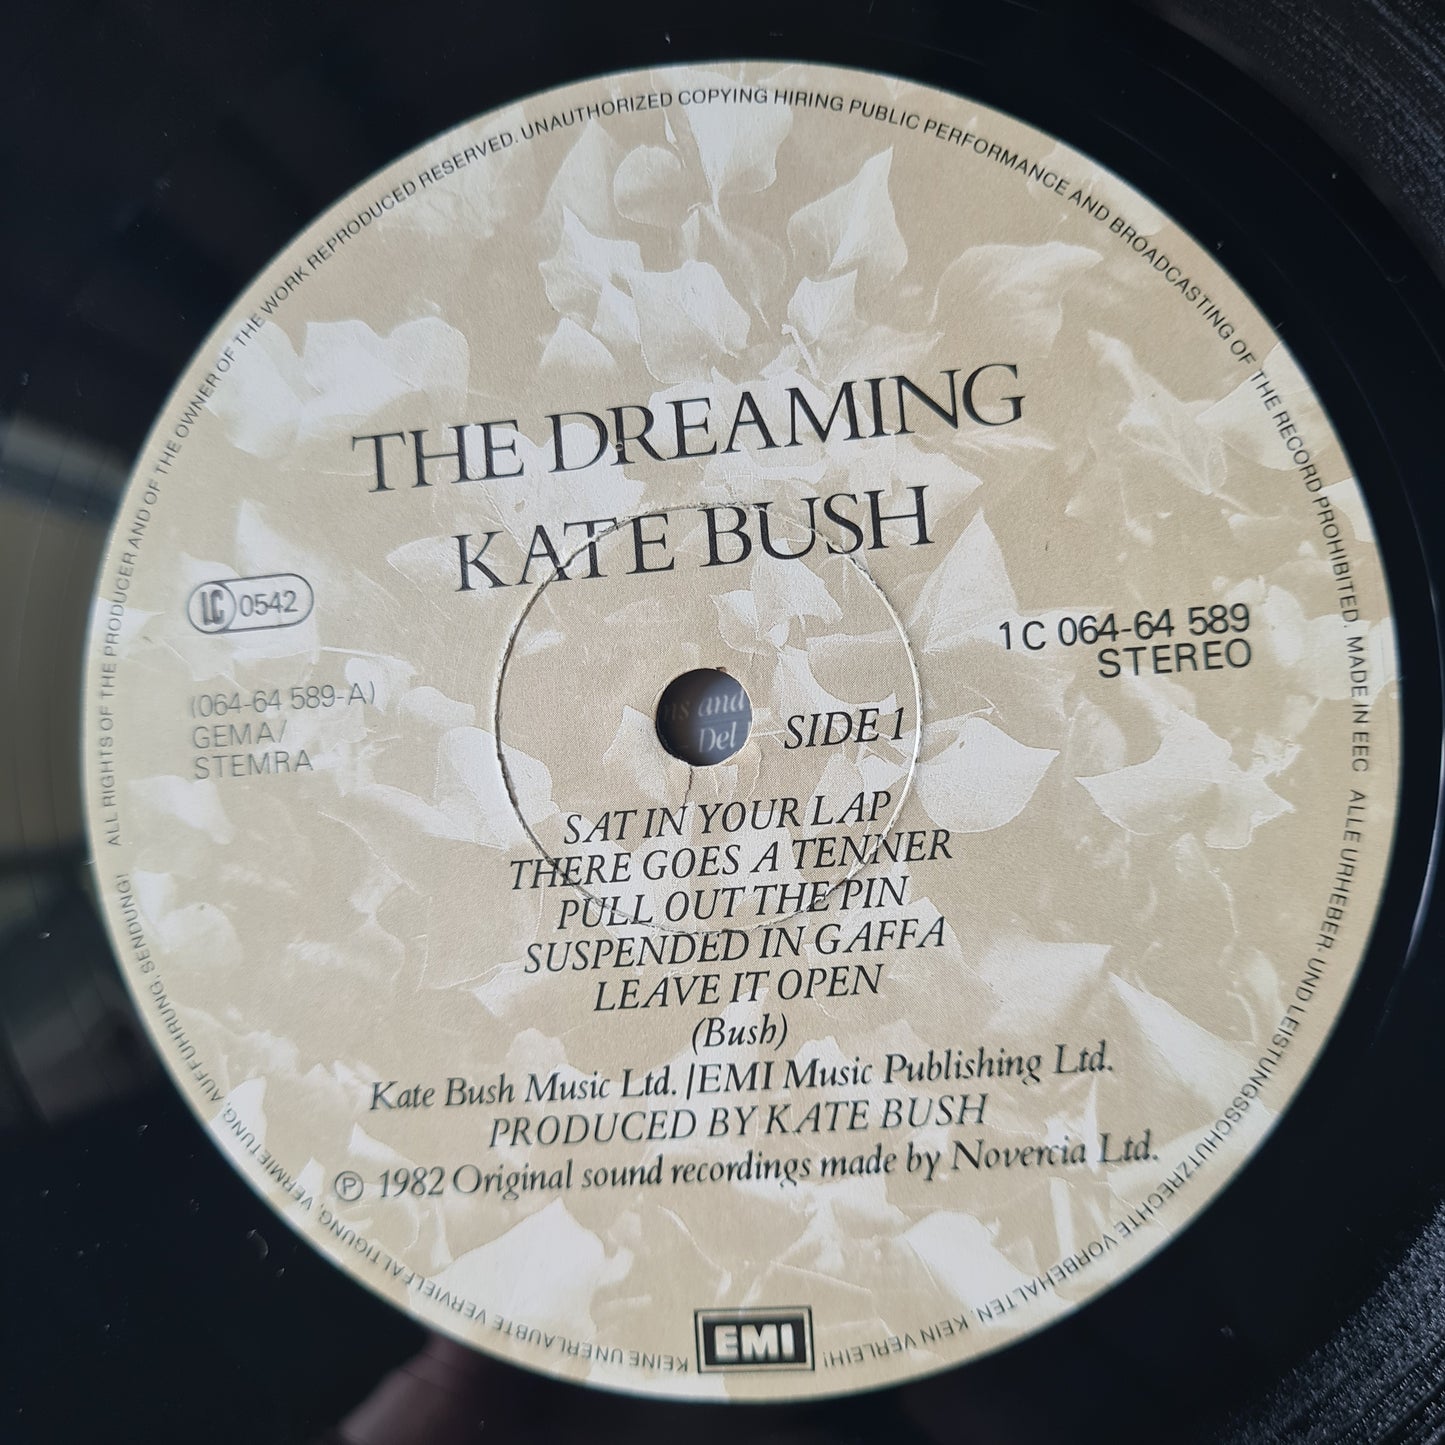 ALL RIGHTS OF THE PRODUCER AND OF THE OWNER OF THE WORK REPRODUCED RESERVED. UNAUTHORIZED COPYING HIRING PUBLIC PERFORMANCE AND BROADCASTING OF THE RECORD PROHIBITED. MADE IN EEC
ALLE URHEBER- UND LEISTUNGSSCHUTZRECHTE VORBEHALTEN. KEIN VERLEIH!
KEINE UNERLAUBTE VERVIELFÄLTIGUNG, VERMIETUNG, AUFFÜHRUNG, SENDUNG!
THE DREAMING
KATE BUSH
LC 0542
1 C 064-64 589
STEREO
(064-64 589-A)
GEMA/
STEMRA
ns and
Del
SIDE 1
SAT IN YOUR LAP
THERE GOES A TENNER
PULL OUT THE PIN
SUSPENDED IN GAFFA
LEAVE IT OPEN
(Bush)
Kate Bush Music Ltd./EMI Music Publishing Ltd.
PRODUCED BY KATE BUSH
℗ 1982 Original sound recordings made by Novercia Ltd.
EMI